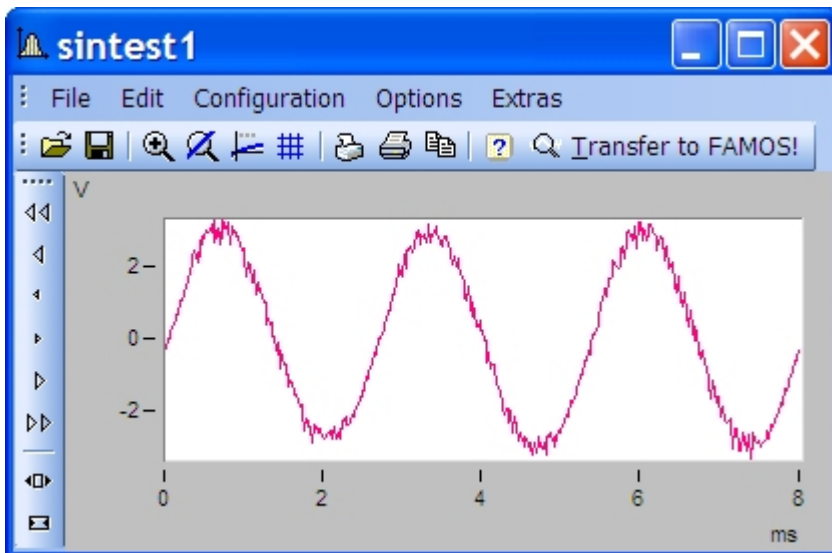 sintest1
File Edit Configuration Options Extras
? Transfer to FAMOS!
V
2
0
-2
0 2 4 6 8
ms